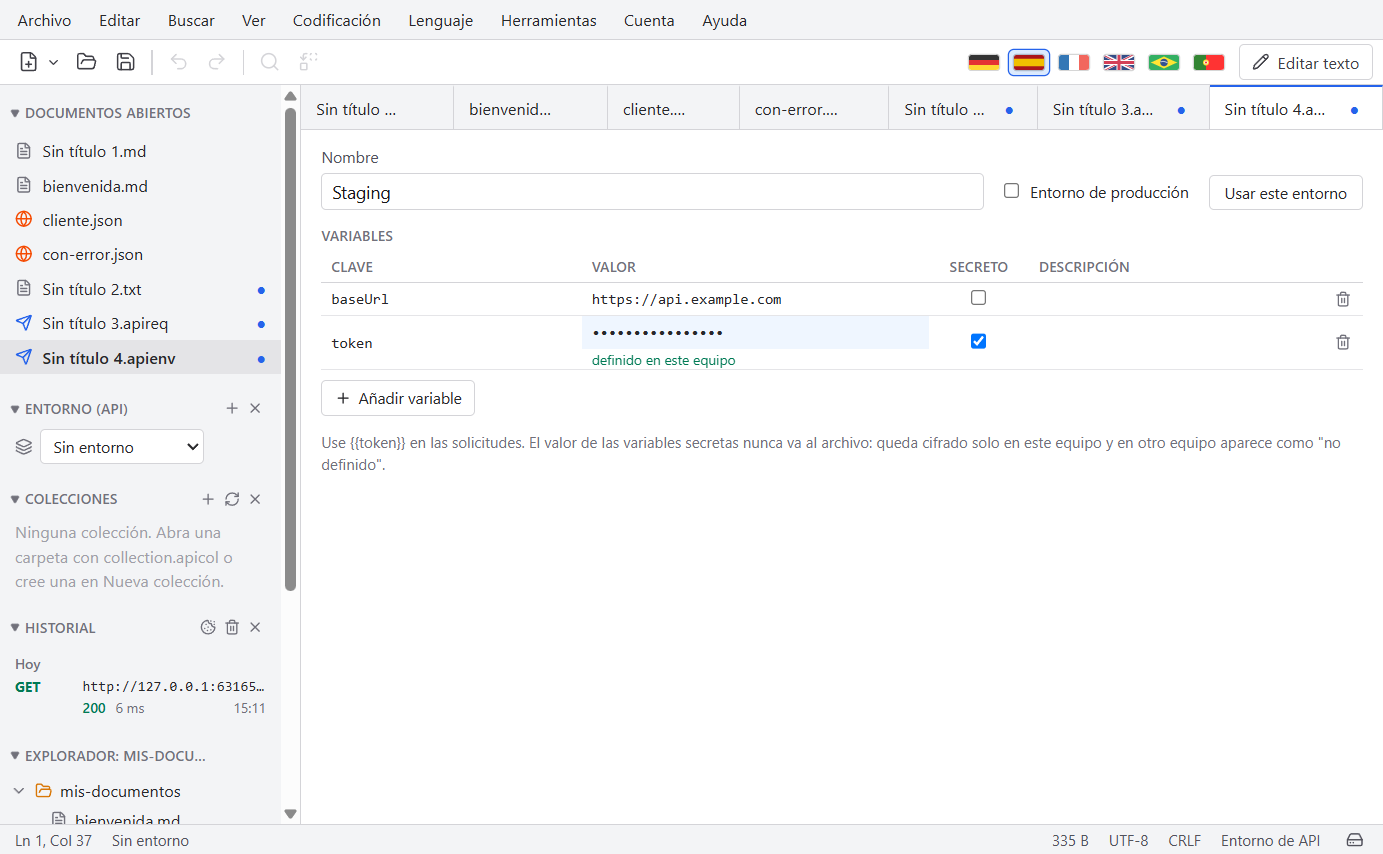 Archivo Editar Buscar Ver Codificación Lenguaje Herramientas Cuenta Ayuda
Editar texto
DOCUMENTOS ABIERTOS
Sin título 1.md
bienvenida.md
cliente.json
con-error.json
Sin título 2.txt
Sin título 3.apireq
Sin título 4.apienv
ENTORNO (API)
Sin entorno
COLECCIONES
Ninguna colección. Abra una
carpeta con collection.apicol o
cree una en Nueva colección.
HISTORIAL
Hoy
GET http://127.0.0.1:63165…
200 6 ms 15:11
EXPLORADOR: MIS-DOCU…
mis-documentos
bienvenida.md
Sin título ... bienvenid... cliente.... con-error.... Sin título ... Sin título 3.a... Sin título 4.a...
Nombre
Staging
Entorno de producción
Usar este entorno
VARIABLES
CLAVE VALOR SECRETO DESCRIPCIÓN
baseUrl https://api.example.com
token ••••••••••••••••
definido en este equipo
Añadir variable
Use {{token}} en las solicitudes. El valor de las variables secretas nunca va al archivo: queda cifrado solo en este equipo y en otro equipo aparece como "no
definido".
Ln 1, Col 37 Sin entorno 335 B UTF-8 CRLF Entorno de API